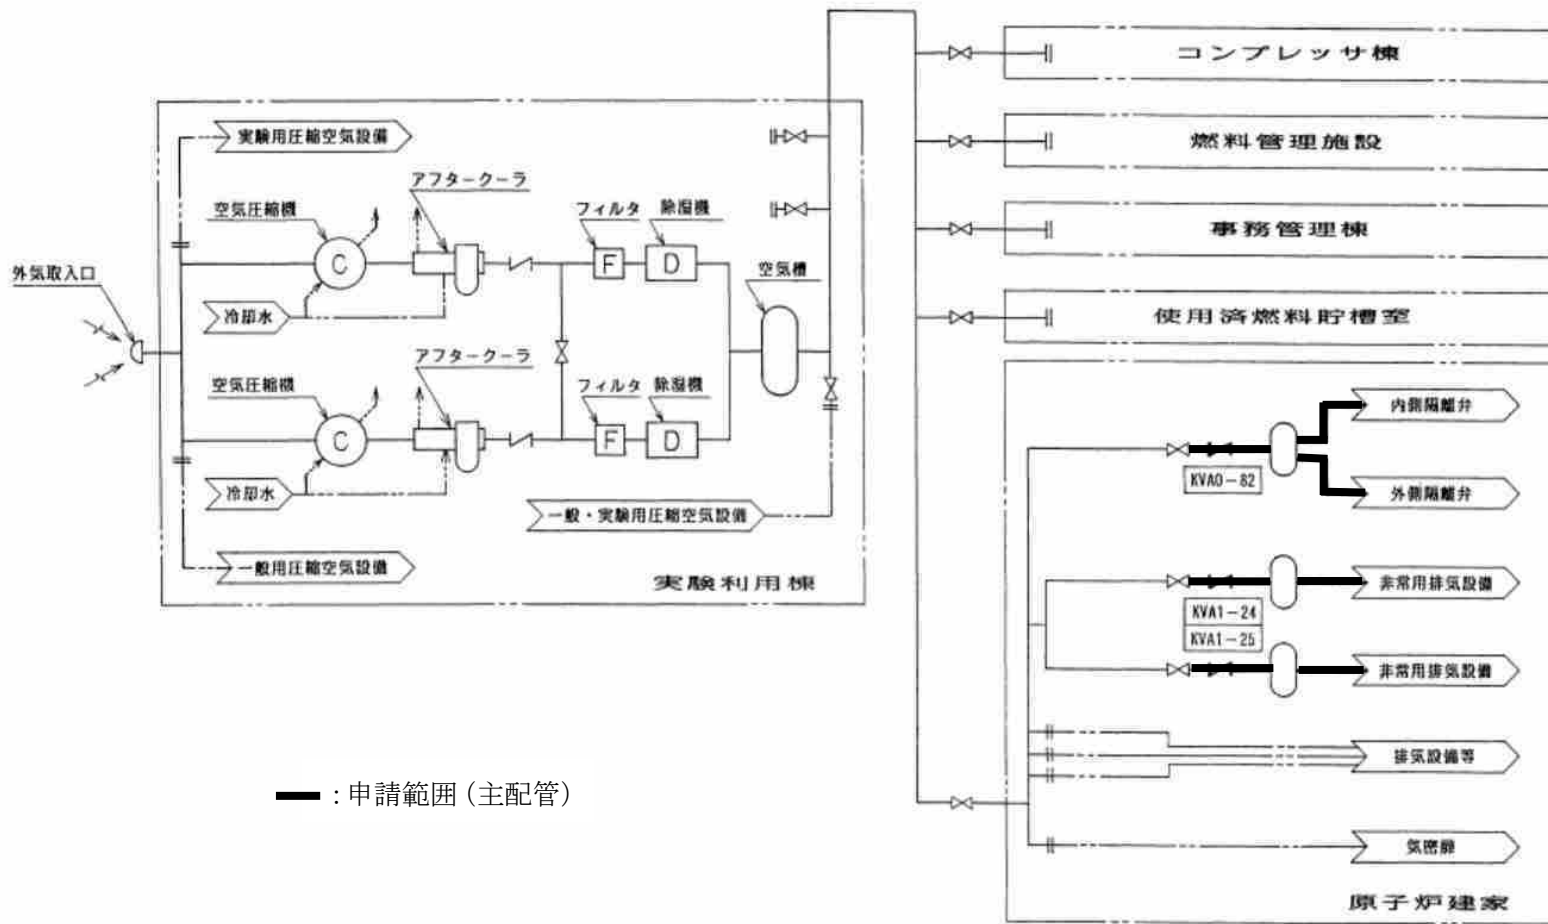 コンプレッサ棟
燃料管理施設
事務管理棟
使用済燃料貯槽室
実験用圧縮空気設備
アフタークーラ
空気圧縮機
フィルタ
除湿機
C
F
D
空気槽
外気取入口
冷却水
アフタークーラ
空気圧縮機
フィルタ
除湿機
C
F
D
冷却水
一般・実験用圧縮空気設備
一般用圧縮空気設備
実験利用棟
内側隔離弁
KVA0-82
外側隔離弁
非常用排気設備
KVA1-24
KVA1-25
非常用排気設備
排気設備等
気密扉
原子炉建家
:申請範囲(主配管)